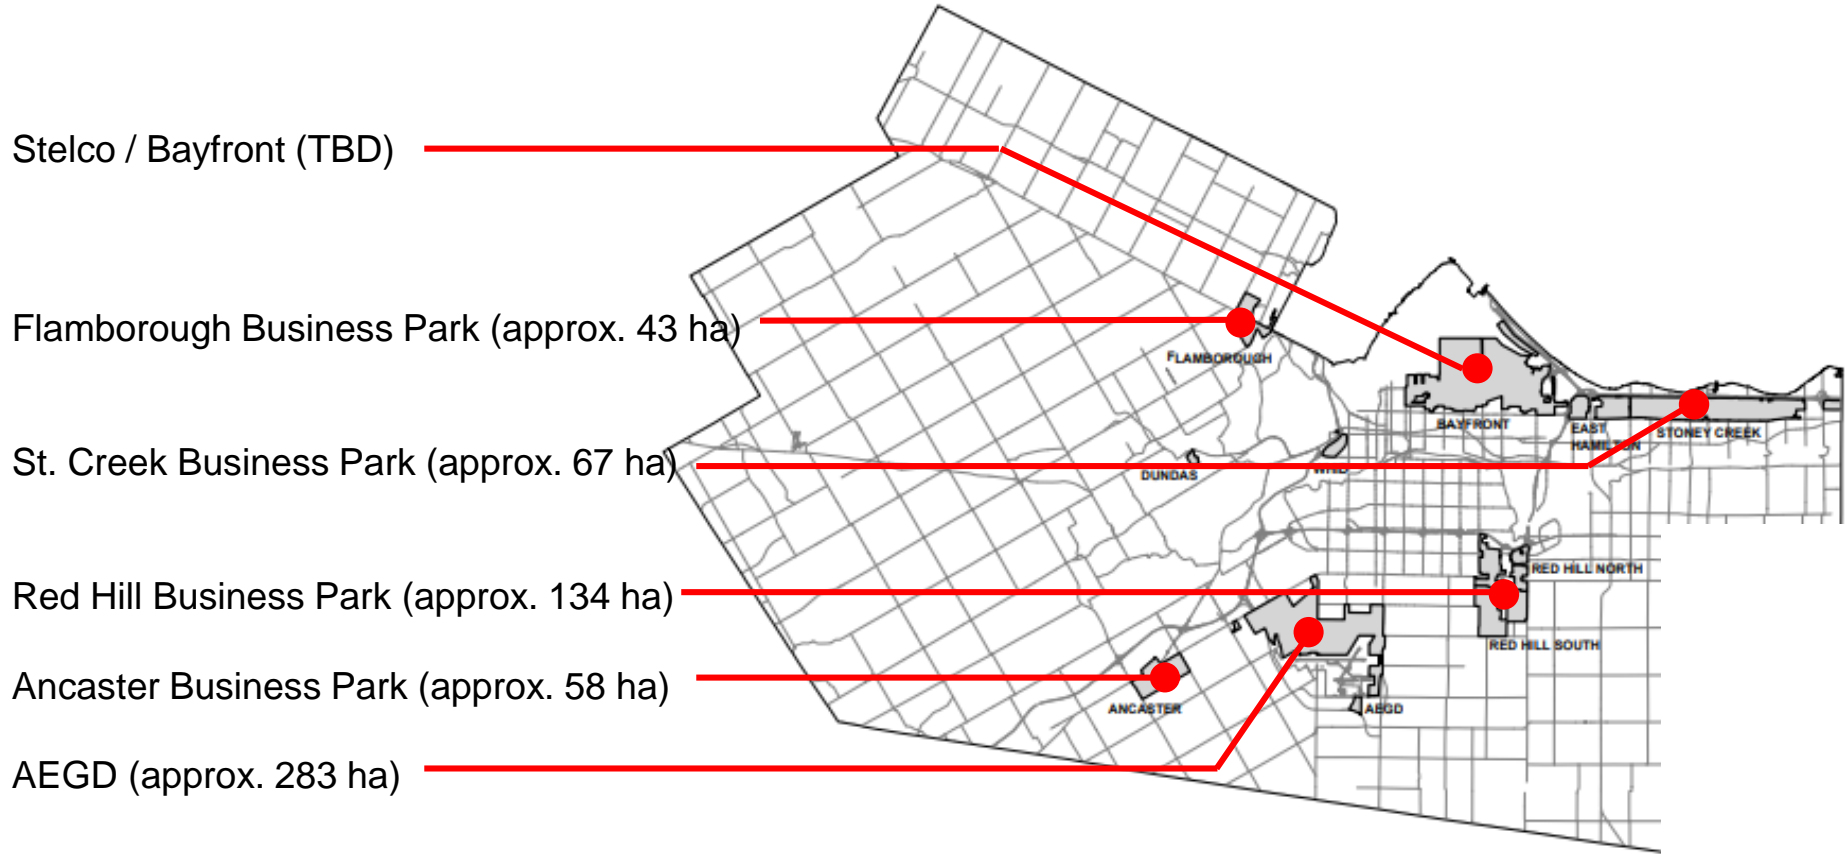 Stelco / Bayfront (TBD)
Flamborough Business Park (approx. 43 ha)
FLAMBOROUGH
BAYFRONT
EAST
HAMILTON
STONEY CREEK
St. Creek Business Park (approx. 67 ha)
DUNDAS
RED HILL NORTH
Red Hill Business Park (approx. 134 ha)
RED HILL SOUTH
Ancaster Business Park (approx. 58 ha)
ANCASTER
AEGD
AEGD (approx. 283 ha)